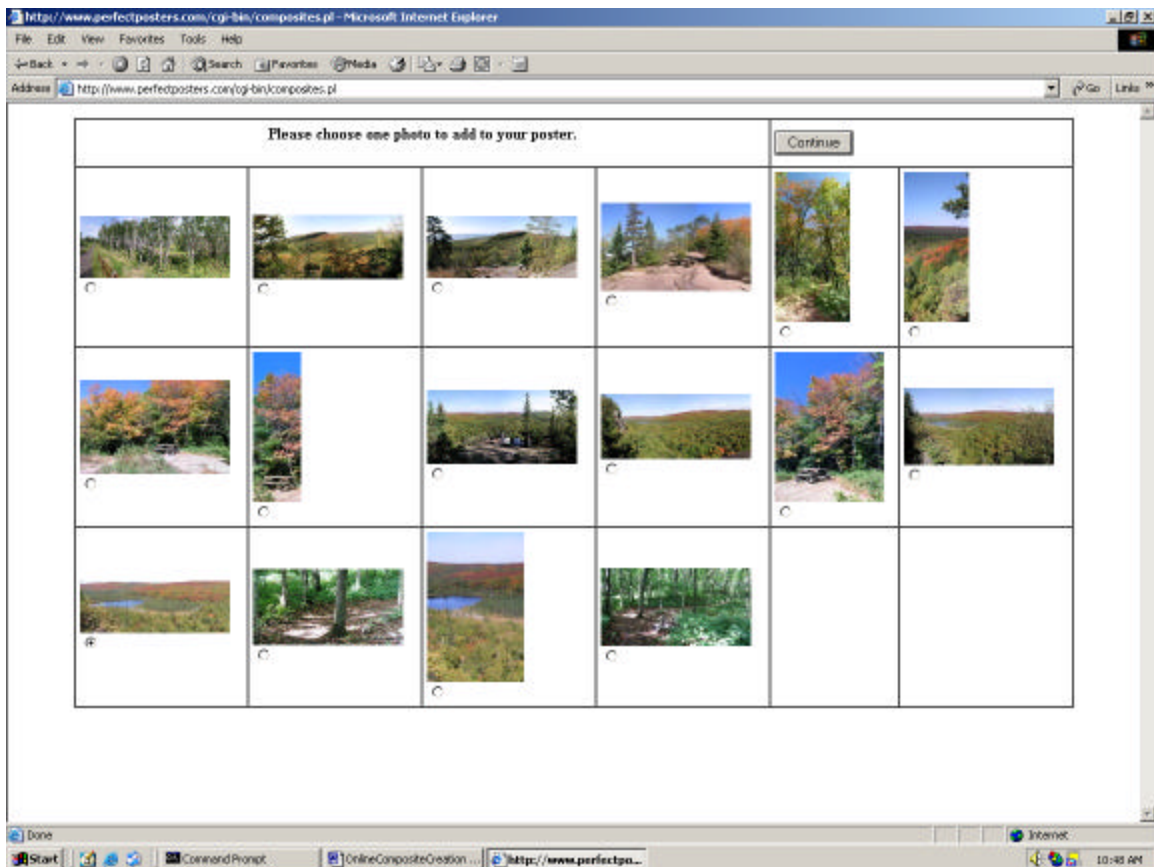 http://www.perfectposters.com/cgi-bin/composites.pl - Microsoft Internet Explorer
File Edit View Favorites Tools Help
Back Search Favorites Media
Address http://www.perfectposters.com/cgi-bin/composites.pl Go Links »
Please choose one photo to add to your poster. Continue
Done Internet
Start Command Prompt OnlineCompositeCreation ... http://www.perfectpo... 10:48 AM